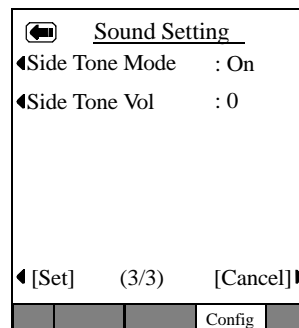 Sound Setting
Side Tone Mode : On
Side Tone Vol : 0
[Set] (3/3) [Cancel]
Config